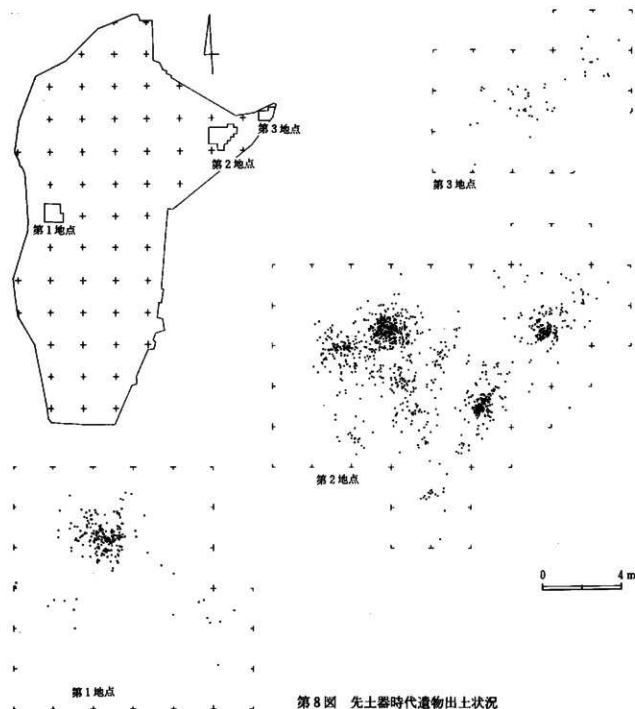 第3地点
第2地点
第1地点
第3地点
第2地点
0 4m
第1地点
第8図 先土器時代遺物出土状況